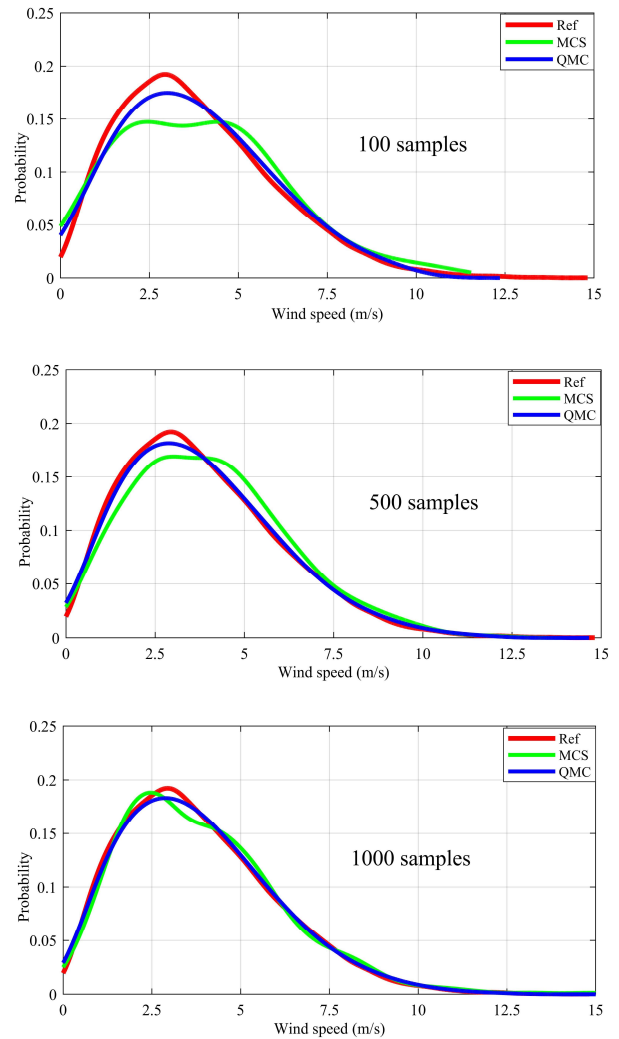 0.25
Ref
MCS
QMC
0.2
0.15
100 samples
0.1
0.05
0
Probability
0 2.5 5 7.5 10 12.5 15
Wind speed (m/s)
0.25
Ref
MCS
QMC
0.2
0.15
500 samples
0.1
0.05
0
Probability
0 2.5 5 7.5 10 12.5 15
Wind speed (m/s)
0.25
Ref
MCS
QMC
0.2
0.15
1000 samples
0.1
0.05
0
Probability
0 2.5 5 7.5 10 12.5 15
Wind speed (m/s)